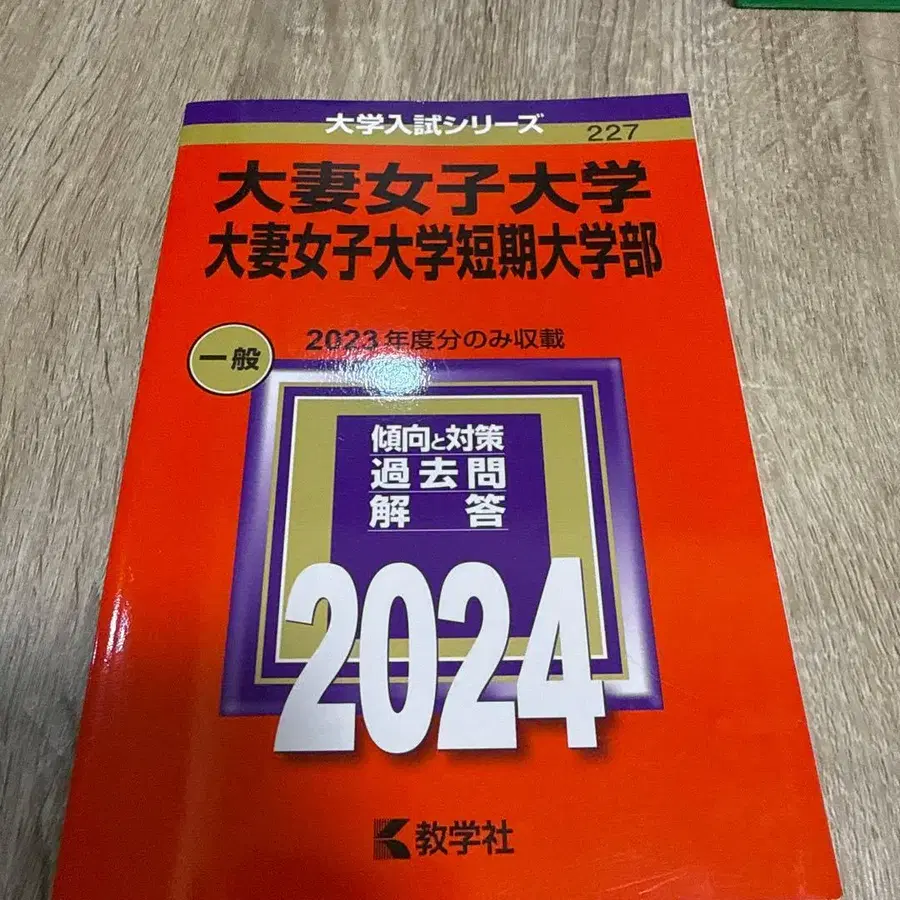 大学入試シリーズ
227
大妻女子大学
大妻女子大学短期大学部
2023年度分のみ収載
一般
傾向と対策
過去問
解答
2024
教学社